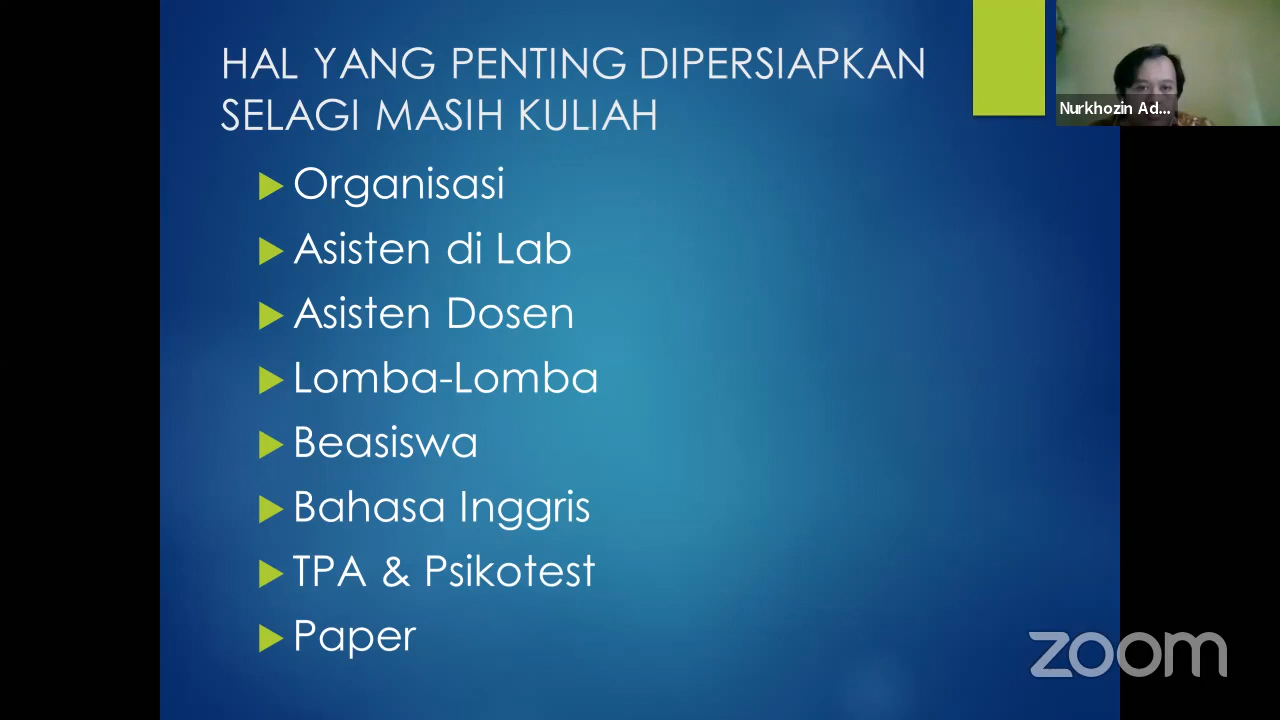 HAL YANG PENTING DIPERSIAPKAN
SELAGI MASIH KULIAH
Organisasi
Asisten di Lab
Asisten Dosen
Lomba-Lomba
Beasiswa
Bahasa Inggris
TPA & Psikotest
Paper
Nurkhozin Ad...
zoom